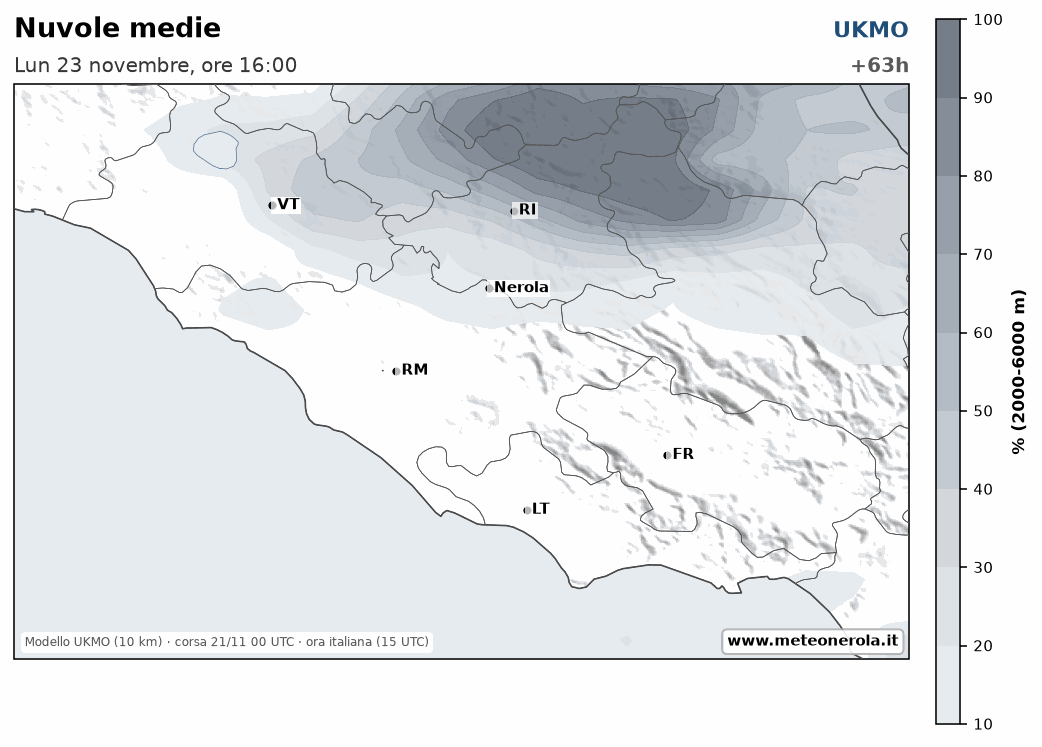 Nuvole medie
UKMO
Lun 23 novembre, ore 16:00
+63h
VT
RI
Nerola
RM
FR
LT
Modello UKMO (10 km) · corsa 21/11 00 UTC · ora italiana (15 UTC)
www.meteonerola.it
100
90
80
70
60
50
40
30
20
10
% (2000-6000 m)